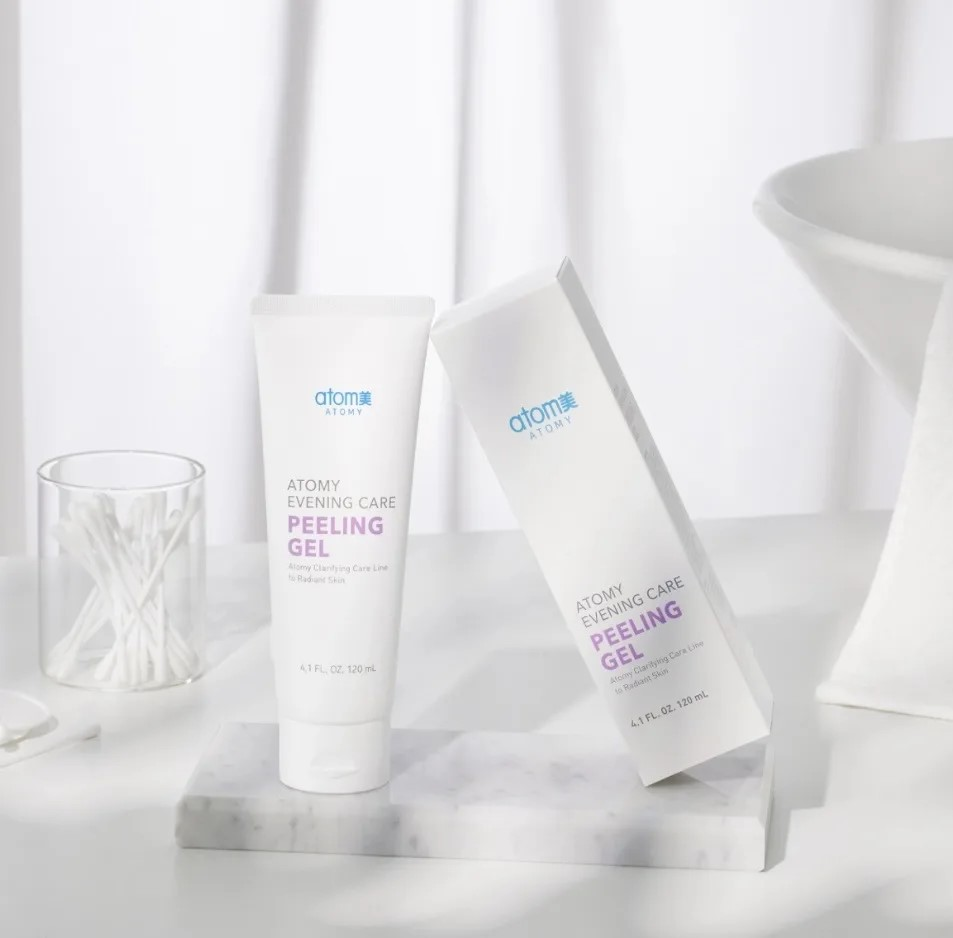 atom美
ATOMY
ATOMY
EVENING CARE
PEELING
GEL
Atomy Clarifying Care Line
to Radiant Skin
4.1 FL. OZ. 120 mL
atom美
ATOMY
ATOMY
EVENING CARE
PEELING
GEL
Atomy Clarifying Care Line
to Radiant Skin
4.1 FL. OZ. 120 mL